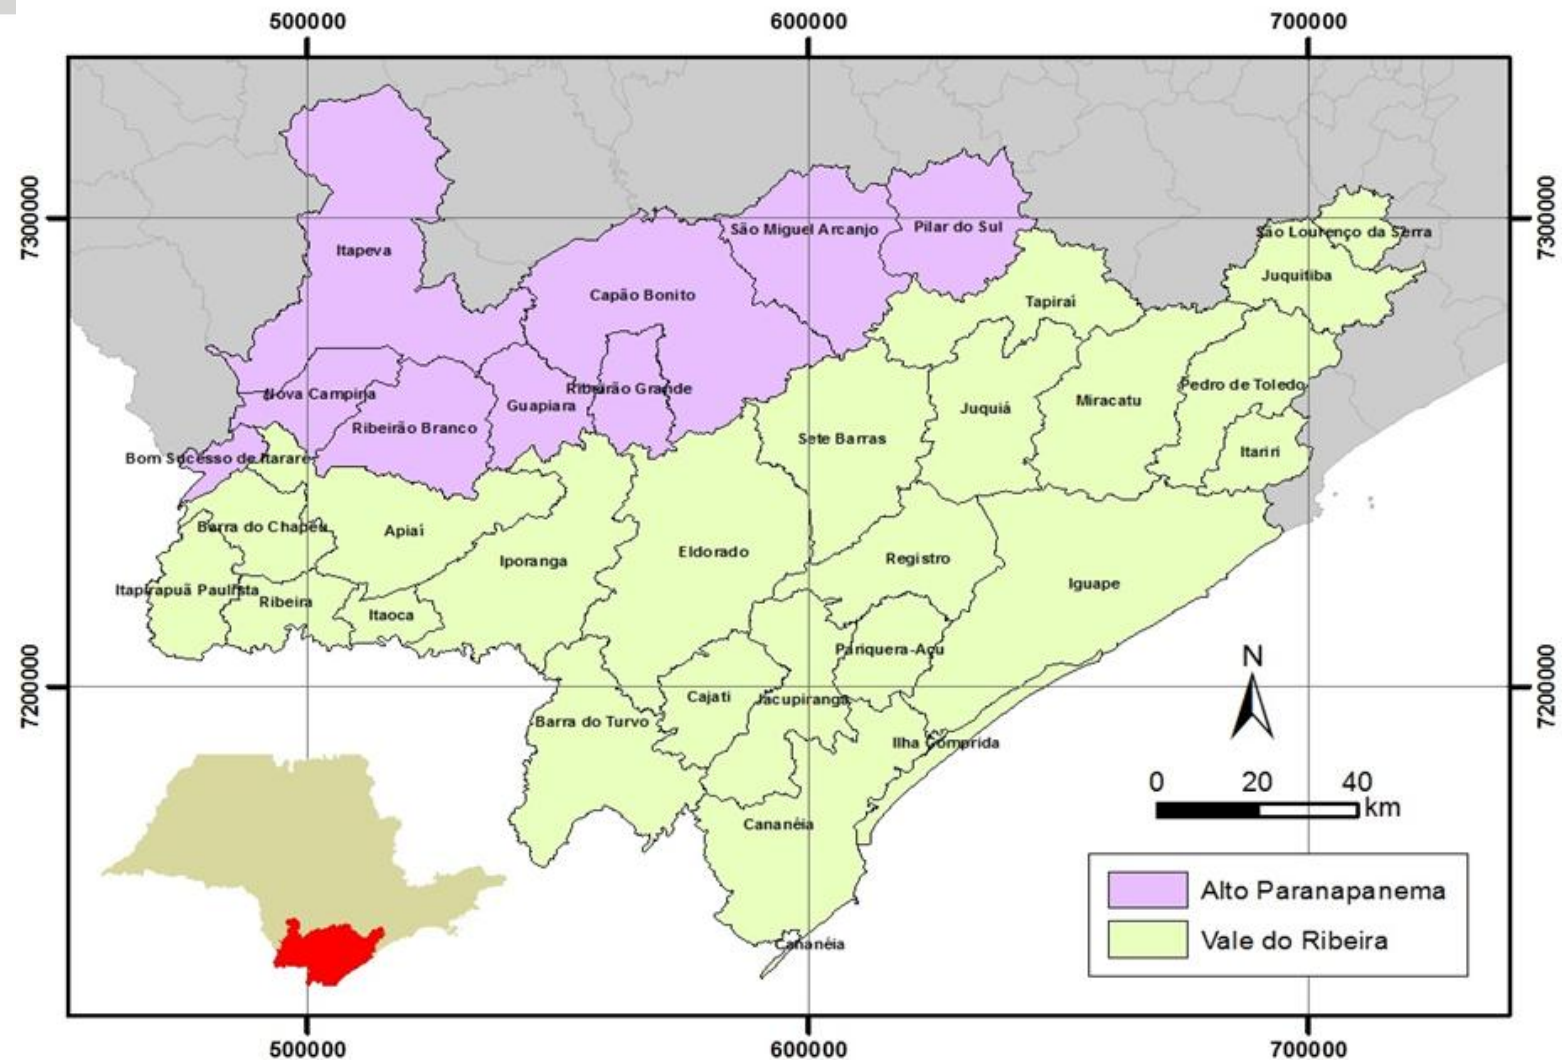 500000
600000
700000
7300000
7300000
São Miguel Arcanjo
Pilar do Sul
São Lourenço da Serra
Itapeva
Juquitiba
Capão Bonito
Tapiraí
Nova Campina
Ribeirão Grande
Pedro de Toledo
Guapiara
Miracatu
Juquiá
Ribeirão Branco
Sete Barras
Itariri
Bom Sucesso de Itararé
Barra do Chapéu
Apiaí
Eldorado
Iporanga
Registro
Iguape
Itapirapuã Paulista
Ribeira
Itaoca
Pariquera-Açu
N
7200000
7200000
Cajati
Jacupiranga
Barra do Turvo
Ilha Comprida
0 20 40
km
Cananéia
Alto Paranapanema
Vale do Ribeira
Cananéia
500000
600000
700000